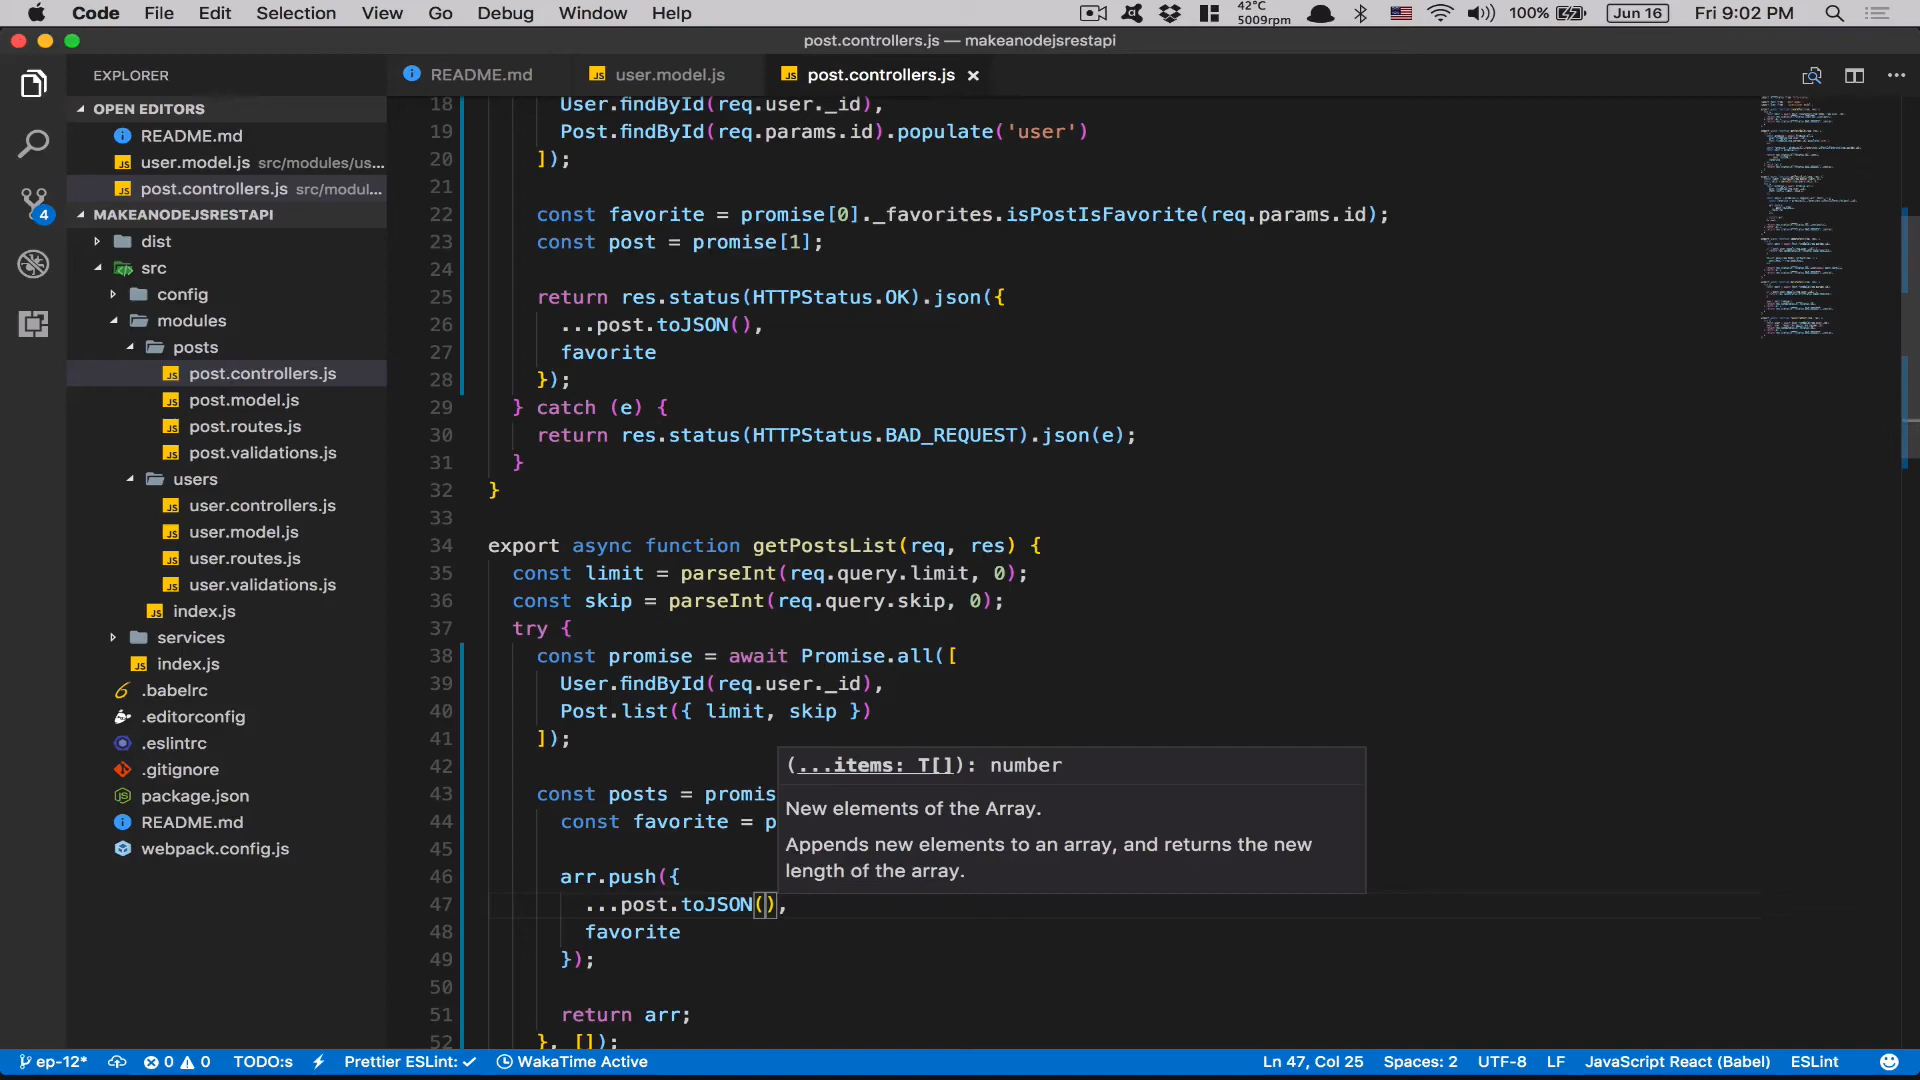 Code File Edit Selection View Go Debug Window Help 42°C 5009rpm 100% Jun 16 Fri 9:02 PM
post.controllers.js — makeanodejsrestapi
EXPLORER
README.md user.model.js post.controllers.js
OPEN EDITORS
README.md
user.model.js src/modules/us...
post.controllers.js src/modul...
MAKEANODEJSRESTAPI
dist
src
config
modules
posts
post.controllers.js
post.model.js
post.routes.js
post.validations.js
users
user.controllers.js
user.model.js
user.routes.js
user.validations.js
index.js
services
index.js
.babelrc
.editorconfig
.eslintrc
.gitignore
package.json
README.md
webpack.config.js
4
18 User.findById(req.user._id),
19 Post.findById(req.params.id).populate('user')
20 ]);
21
22 const favorite = promise[0]._favorites.isPostIsFavorite(req.params.id);
23 const post = promise[1];
24
25 return res.status(HTTPStatus.OK).json({
26 ...post.toJSON(),
27 favorite
28 });
29 } catch (e) {
30 return res.status(HTTPStatus.BAD_REQUEST).json(e);
31 }
32 }
33
34 export async function getPostsList(req, res) {
35 const limit = parseInt(req.query.limit, 0);
36 const skip = parseInt(req.query.skip, 0);
37 try {
38 const promise = await Promise.all([
39 User.findById(req.user._id),
40 Post.list({ limit, skip })
41 ]);
42
43 const posts = promis
44 const favorite = p
45
46 arr.push({
47 ...post.toJSON(),
48 favorite
49 });
50
51 return arr;
52 }, []);
(...items: T[]): number
New elements of the Array.
Appends new elements to an array, and returns the new
length of the array.
ep-12* 0 0 TODO:s Prettier ESLint: ✓ WakaTime Active Ln 47, Col 25 Spaces: 2 UTF-8 LF JavaScript React (Babel) ESLint